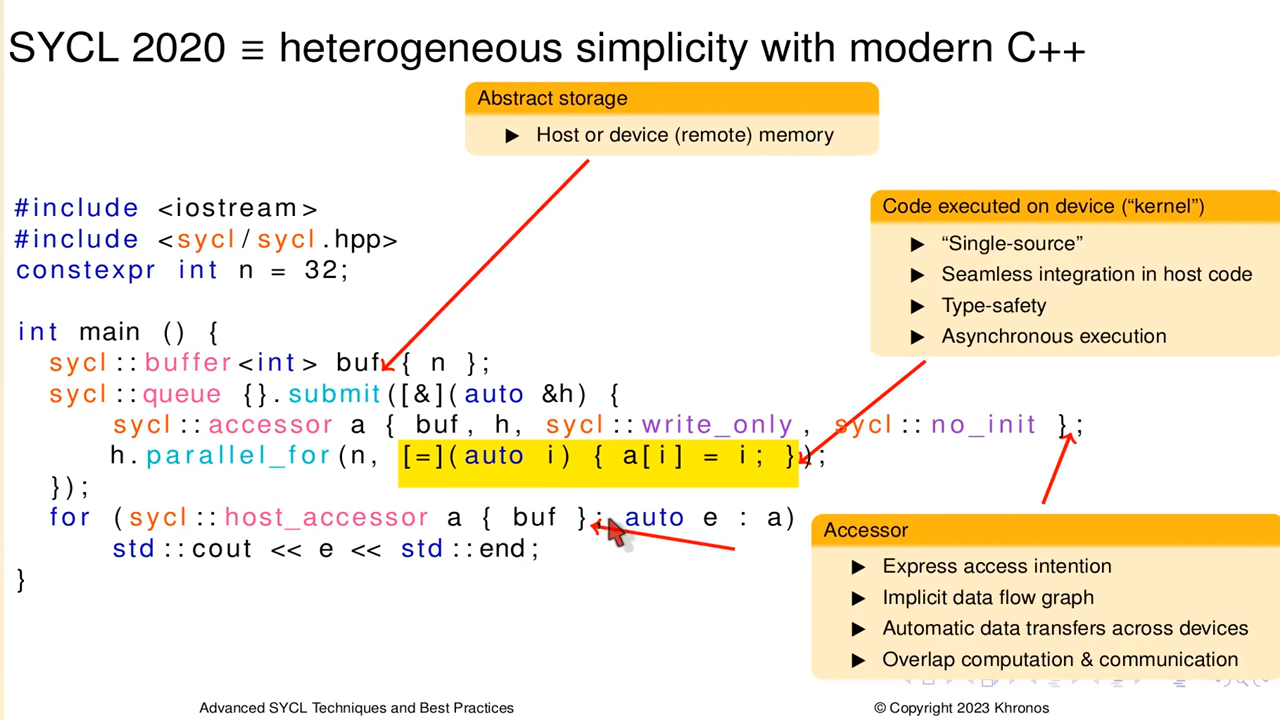 SYCL 2020 ≡ heterogeneous simplicity with modern C++
Abstract storage
▶ Host or device (remote) memory
Code executed on device (“kernel”)
▶ “Single-source”
▶ Seamless integration in host code
▶ Type-safety
▶ Asynchronous execution
#include <iostream>
#include <sycl/sycl.hpp>
constexpr int n = 32;
int main () {
sycl::buffer<int> buf { n };
sycl::queue {}.submit([&](auto &h) {
sycl::accessor a { buf, h, sycl::write_only, sycl::no_init };
h.parallel_for(n, [=](auto i) { a[i] = i; });
});
for (sycl::host_accessor a { buf }; auto e : a)
std::cout << e << std::end;
}
Accessor
▶ Express access intention
▶ Implicit data flow graph
▶ Automatic data transfers across devices
▶ Overlap computation & communication
Advanced SYCL Techniques and Best Practices
© Copyright 2023 Khronos